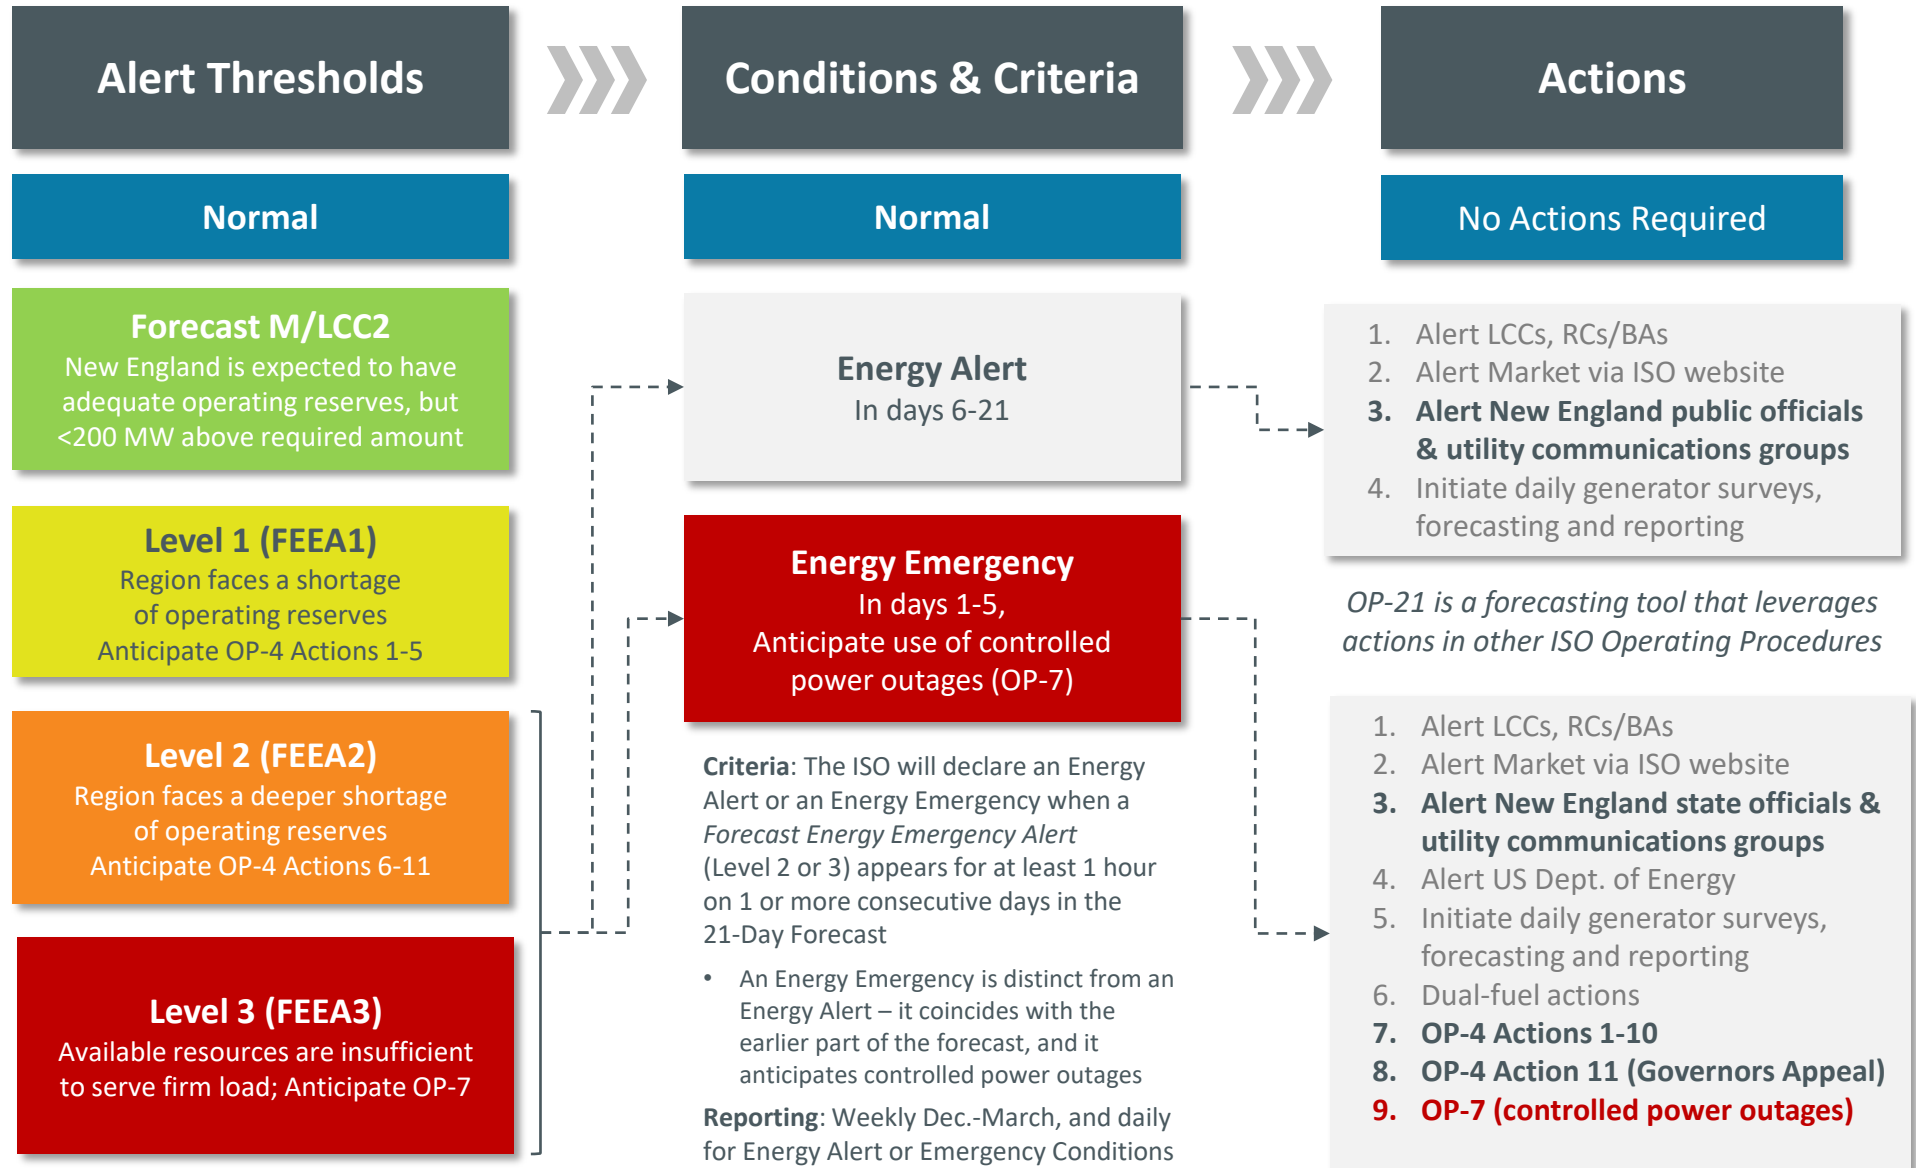 Alert Thresholds
Conditions & Criteria
Actions
Normal
Normal
No Actions Required
Forecast M/LCC2
New England is expected to have
adequate operating reserves, but
<200 MW above required amount
Level 1 (FEEA1)
Region faces a shortage
of operating reserves
Anticipate OP-4 Actions 1-5
Level 2 (FEEA2)
Region faces a deeper shortage
of operating reserves
Anticipate OP-4 Actions 6-11
Level 3 (FEEA3)
Available resources are insufficient
to serve firm load; Anticipate OP-7
Energy Alert
In days 6-21
Energy Emergency
In days 1-5,
Anticipate use of controlled
power outages (OP-7)
Criteria: The ISO will declare an Energy
Alert or an Energy Emergency when a
Forecast Energy Emergency Alert
(Level 2 or 3) appears for at least 1 hour
on 1 or more consecutive days in the
21-Day Forecast
• An Energy Emergency is distinct from an
Energy Alert – it coincides with the
earlier part of the forecast, and it
anticipates controlled power outages
Reporting: Weekly Dec.-March, and daily
for Energy Alert or Emergency Conditions
1. Alert LCCs, RCs/BAs
2. Alert Market via ISO website
3. Alert New England public officials
& utility communications groups
4. Initiate daily generator surveys,
forecasting and reporting
OP-21 is a forecasting tool that leverages
actions in other ISO Operating Procedures
1. Alert LCCs, RCs/BAs
2. Alert Market via ISO website
3. Alert New England state officials &
utility communications groups
4. Alert US Dept. of Energy
5. Initiate daily generator surveys,
forecasting and reporting
6. Dual-fuel actions
7. OP-4 Actions 1-10
8. OP-4 Action 11 (Governors Appeal)
9. OP-7 (controlled power outages)